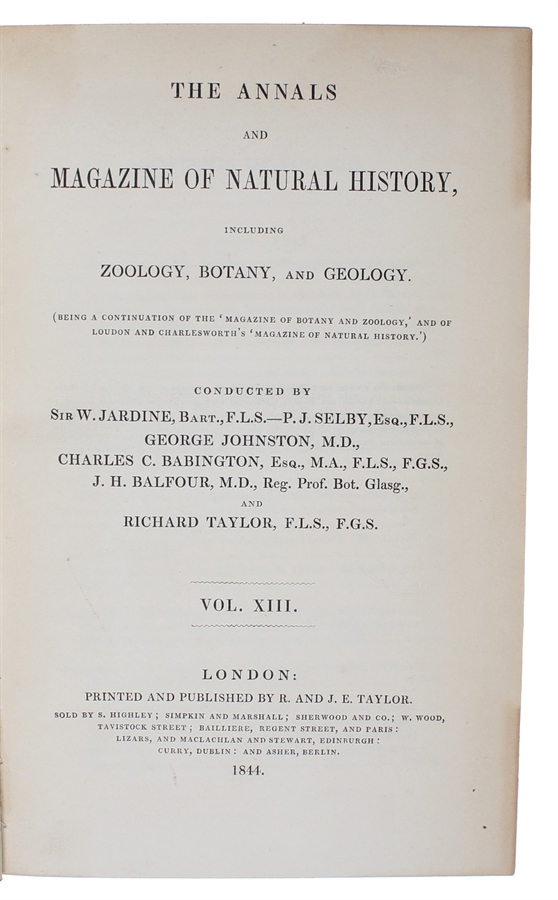 THE ANNALS
AND
MAGAZINE OF NATURAL HISTORY,
INCLUDING
ZOOLOGY, BOTANY, AND GEOLOGY.
(BEING A CONTINUATION OF THE ‘MAGAZINE OF BOTANY AND ZOOLOGY,’ AND OF
LOUDON AND CHARLESWORTH’S ‘MAGAZINE OF NATURAL HISTORY.’)
CONDUCTED BY
SIR W. JARDINE, BART., F.L.S.—P. J. SELBY, ESQ., F.L.S.,
GEORGE JOHNSTON, M.D.,
CHARLES C. BABINGTON, ESQ., M.A., F.L.S., F.G.S.,
J. H. BALFOUR, M.D., Reg. Prof. Bot. Glasg.,
AND
RICHARD TAYLOR, F.L.S., F.G.S.
VOL. XIII.
LONDON:
PRINTED AND PUBLISHED BY R. AND J. E. TAYLOR.
SOLD BY S. HIGHLEY; SIMPKIN AND MARSHALL; SHERWOOD AND CO.; W. WOOD,
TAVISTOCK STREET; BAILLIERE, REGENT STREET, AND PARIS:
LIZARS, AND MACLACHLAN AND STEWART, EDINBURGH:
CURRY, DUBLIN: AND ASHER, BERLIN.
1844.